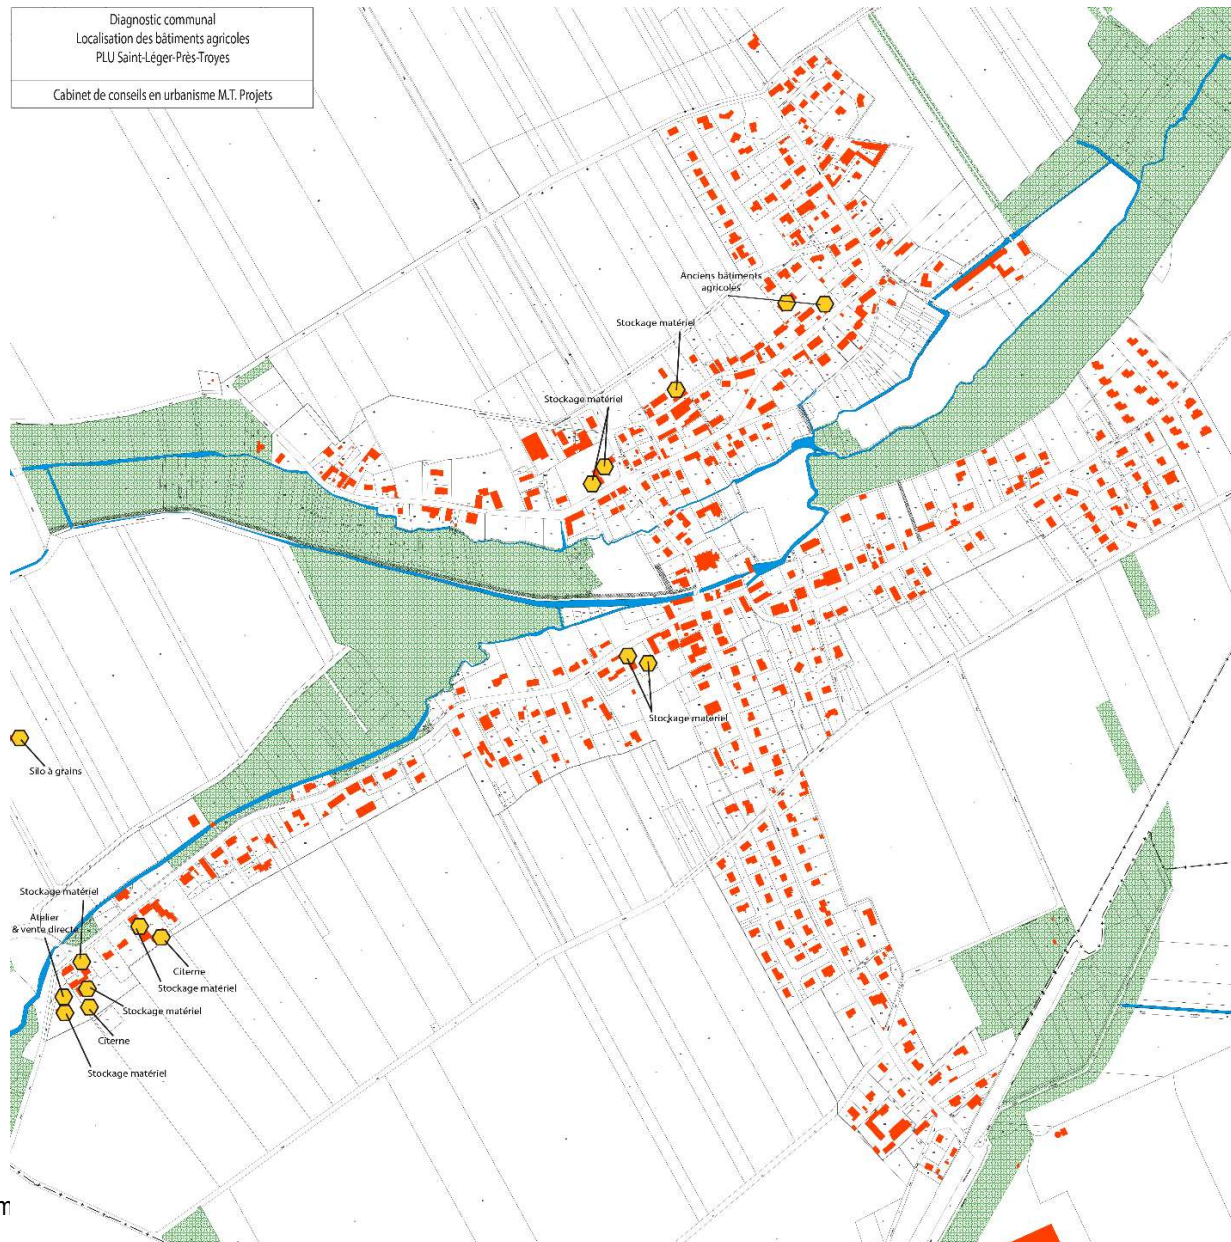 Diagnostic communal
Localisation des bâtiments agricoles
PLU Saint-Léger-Près-Troyes
Cabinet de conseils en urbanisme M.T. Projets
Anciens bâtiments
agricoles
Stockage matériel
Stockage matériel
Stockage matériel
Silo à grains
Stockage matériel
Atelier
& vente directe
Citerne
Stockage matériel
Stockage matériel
Citerne
Stockage matériel
m